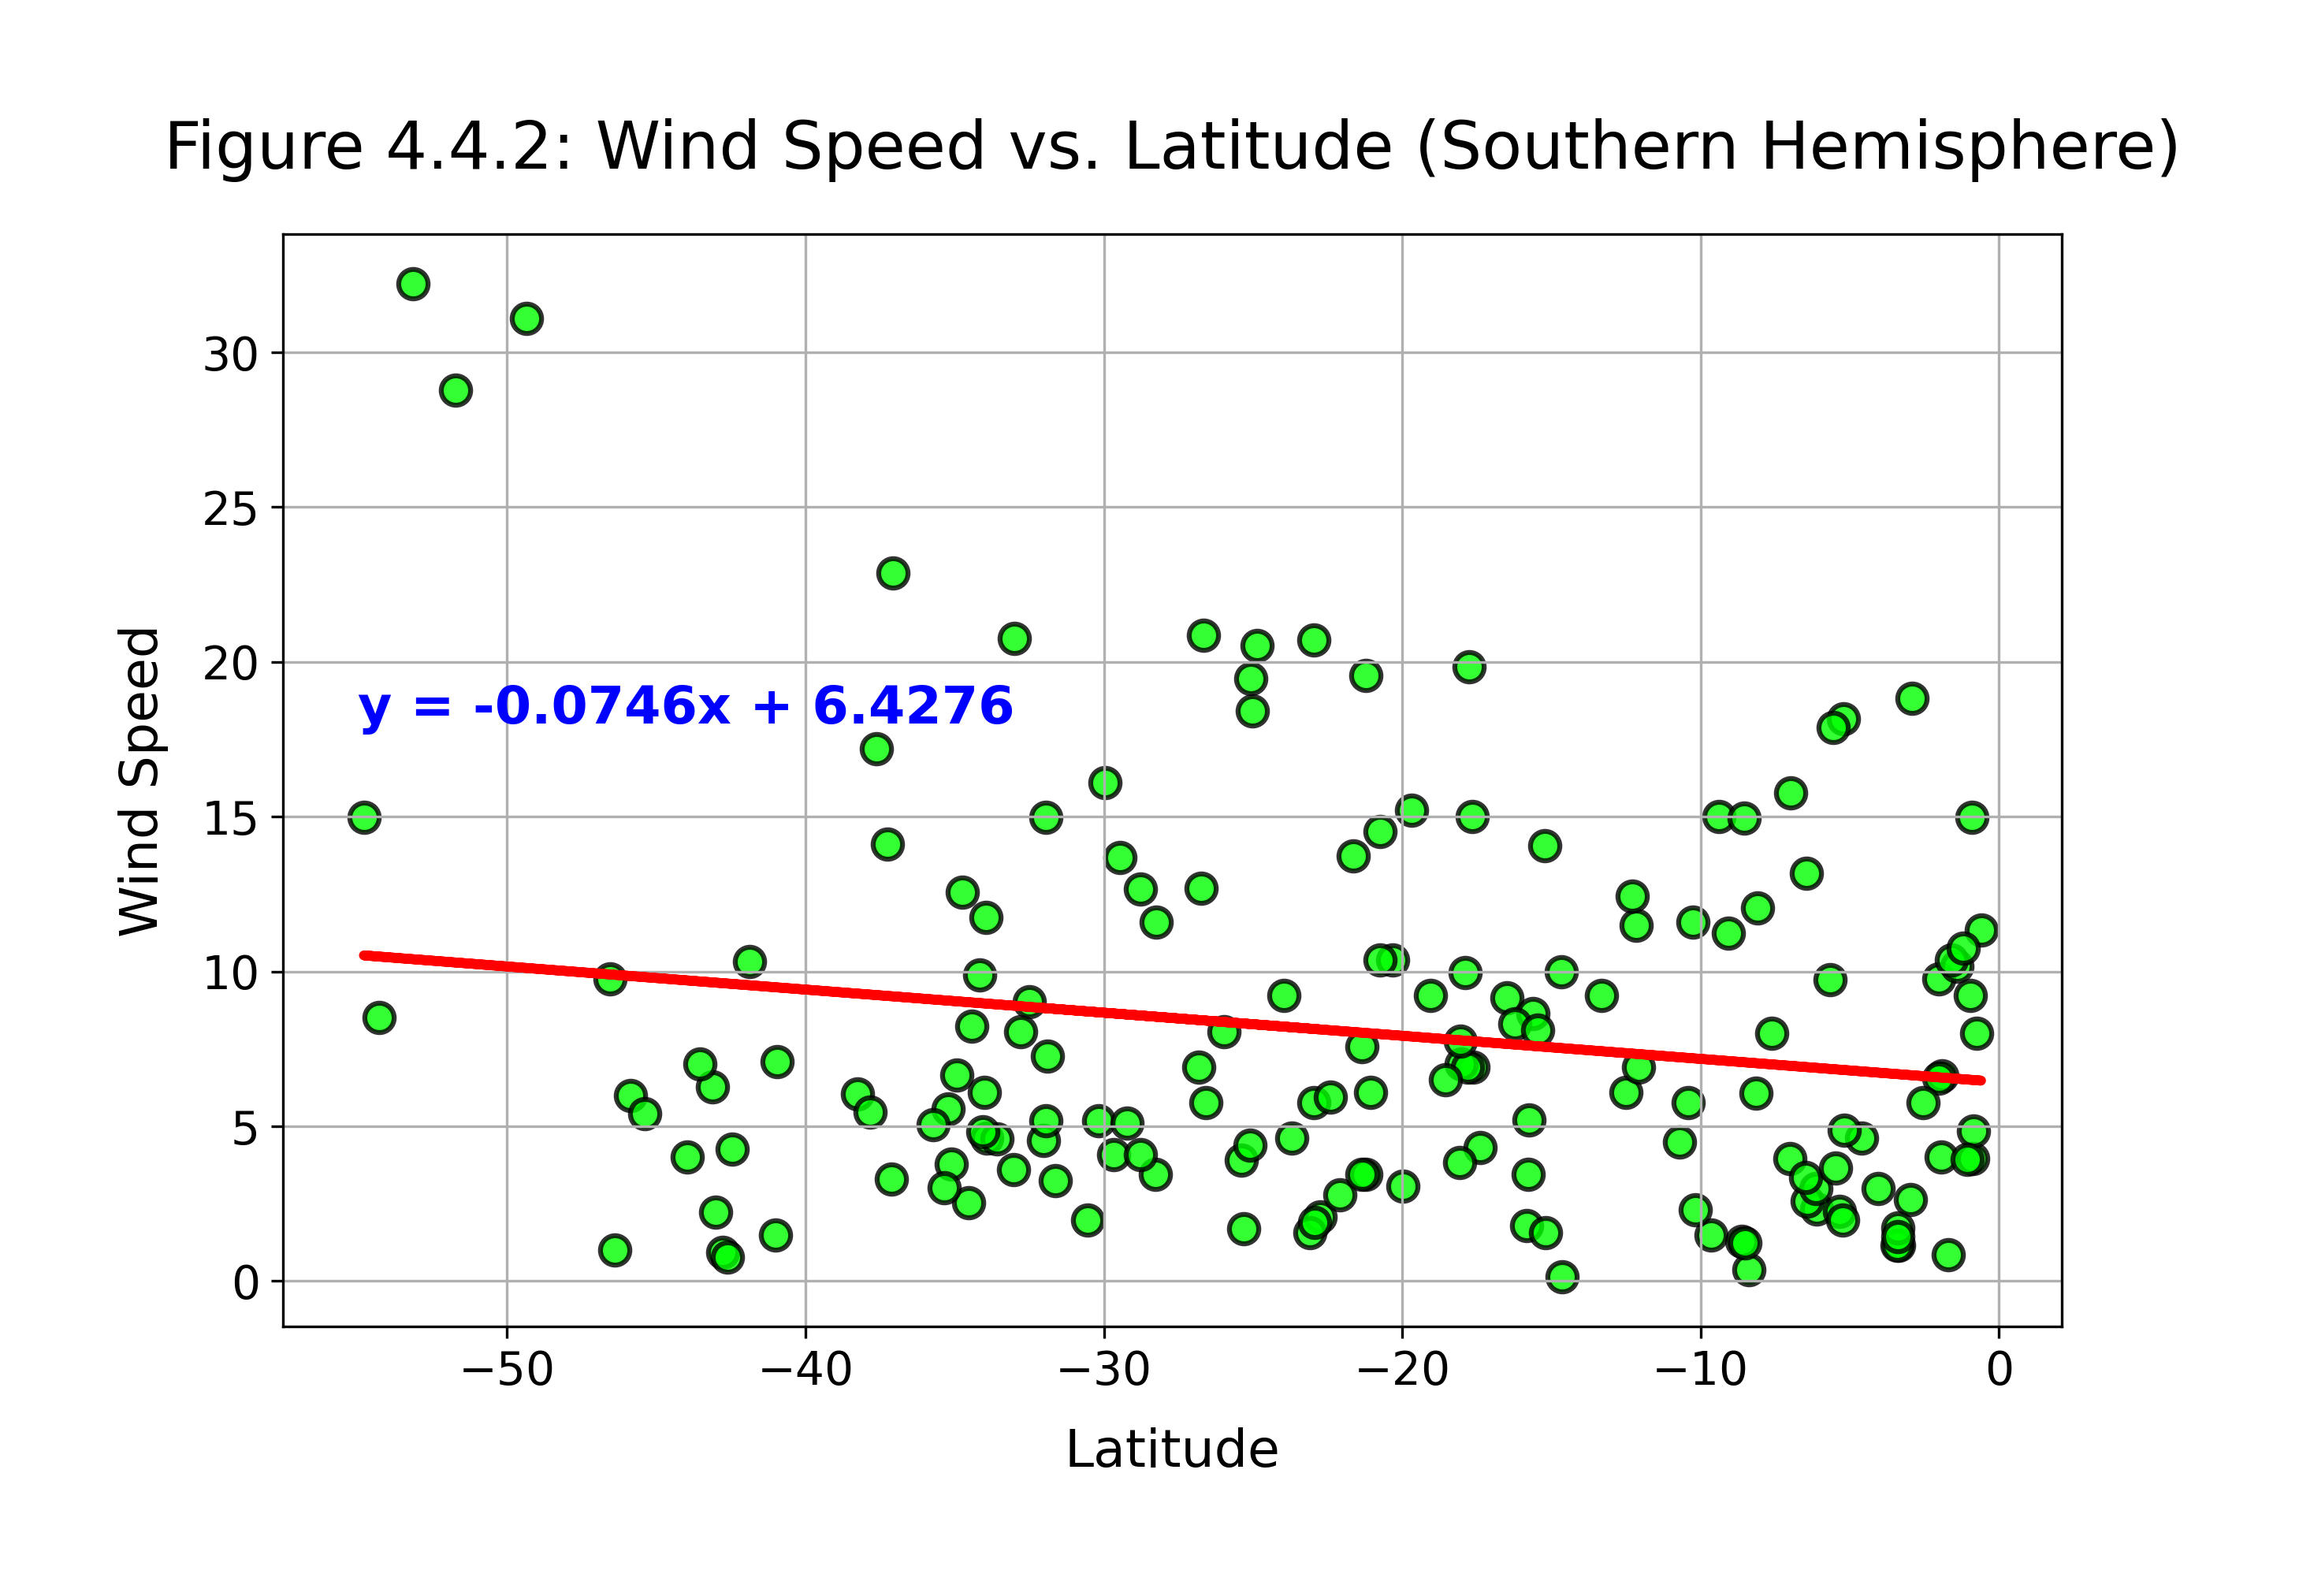 Figure 4.4.2: Wind Speed vs. Latitude (Southern Hemisphere)
30
25
20
15
10
5
0
Wind Speed
y = -0.0746x + 6.4276
−50 −40 −30 −20 −10 0
Latitude